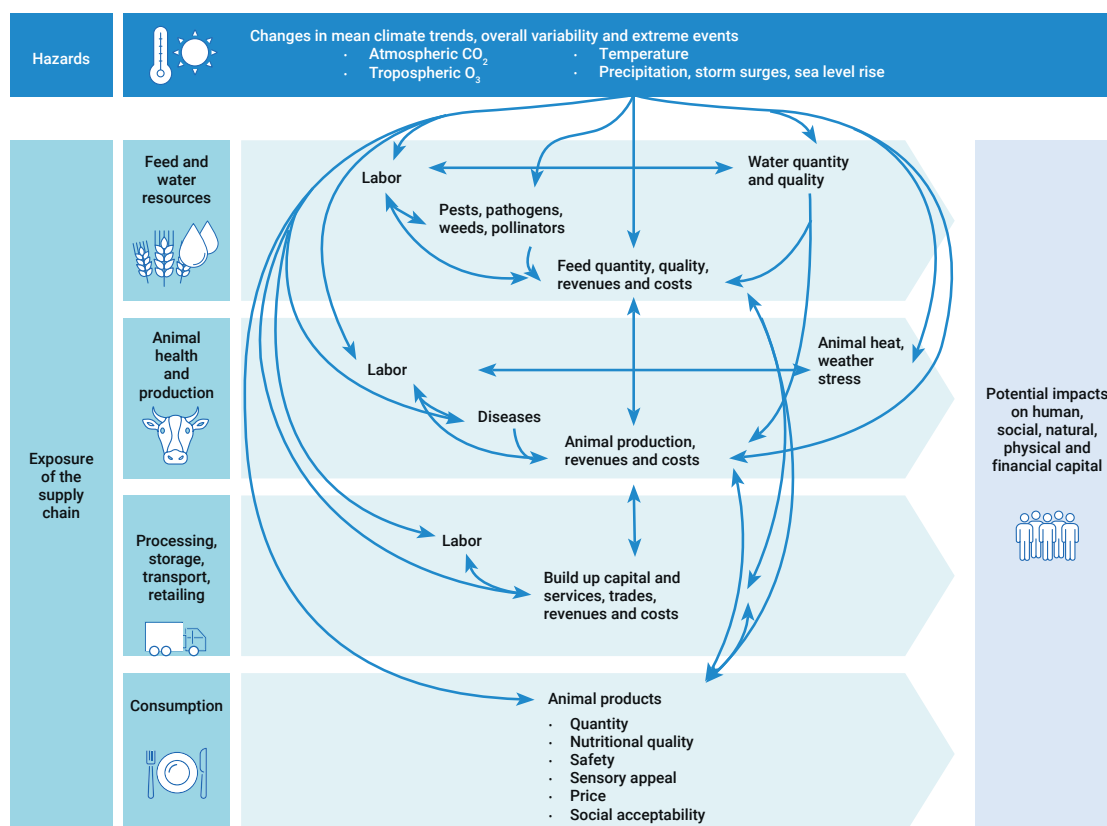 Hazards
Changes in mean climate trends, overall variability and extreme events
· Atmospheric CO₂
· Tropospheric O₃
· Temperature
· Precipitation, storm surges, sea level rise
Exposure
of the
supply
chain
Feed and
water
resources
Labor
Water quantity
and quality
Pests, pathogens,
weeds, pollinators
Feed quantity, quality,
revenues and costs
Animal
health
and
production
Labor
Animal heat,
weather
stress
Diseases
Animal production,
revenues and costs
Processing,
storage,
transport,
retailing
Labor
Build up capital and
services, trades,
revenues and costs
Consumption
Animal products
· Quantity
· Nutritional quality
· Safety
· Sensory appeal
· Price
· Social acceptability
Potential impacts
on human,
social, natural,
physical and
financial capital